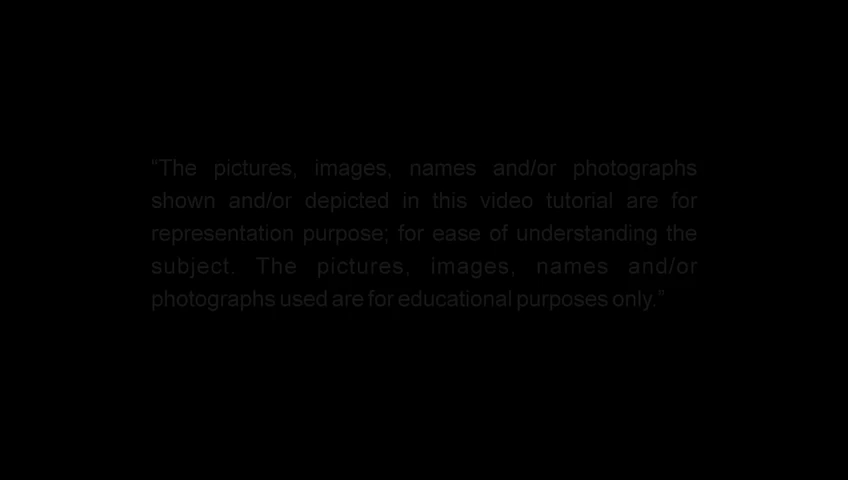 “The pictures, images, names and/or photographs
shown and/or depicted in this video tutorial are for
representation purpose; for ease of understanding the
subject. The pictures, images, names and/or
photographs used are for educational purposes only.”